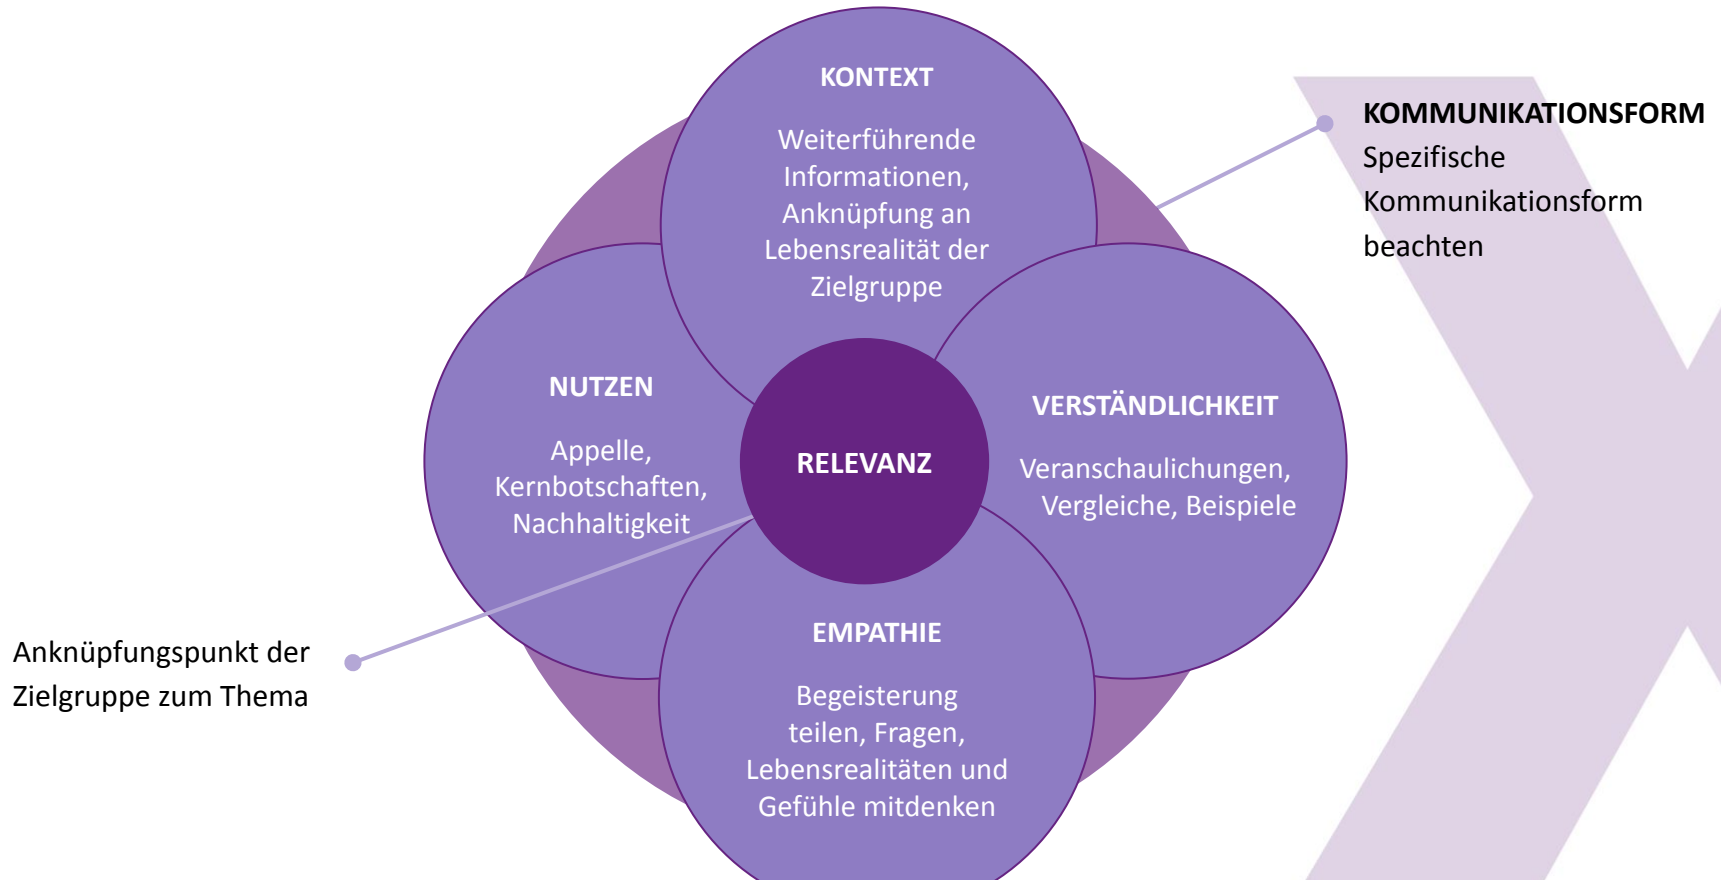 KONTEXT
Weiterführende
Informationen,
Anknüpfung an
Lebensrealität der
Zielgruppe
KOMMUNIKATIONSFORM
Spezifische
Kommunikationsform
beachten
NUTZEN
Appelle,
Kernbotschaften,
Nachhaltigkeit
RELEVANZ
VERSTÄNDLICHKEIT
Veranschaulichungen,
Vergleiche, Beispiele
Anknüpfungspunkt der
Zielgruppe zum Thema
EMPATHIE
Begeisterung
teilen, Fragen,
Lebensrealitäten und
Gefühle mitdenken